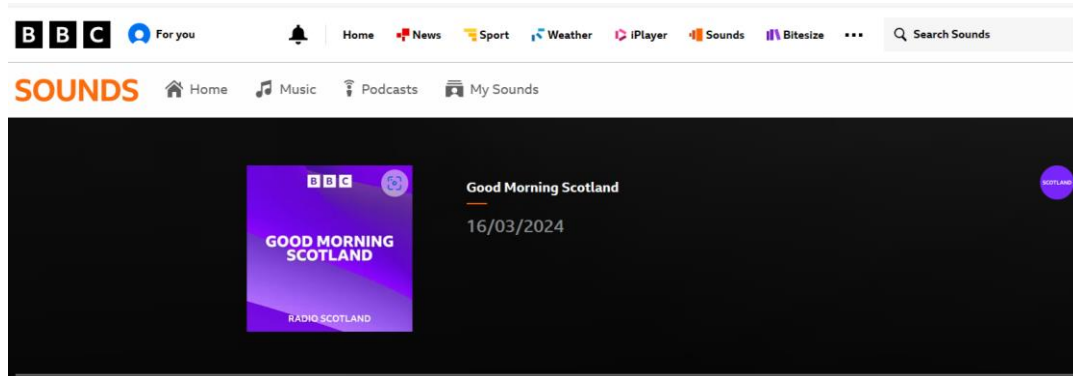 BBC For you Home News Sport Weather iPlayer Sounds Bitesize ••• Search Sounds
SOUNDS Home Music Podcasts My Sounds
BBC
GOOD MORNING
SCOTLAND
RADIO SCOTLAND
Good Morning Scotland
16/03/2024
SCOTLAND